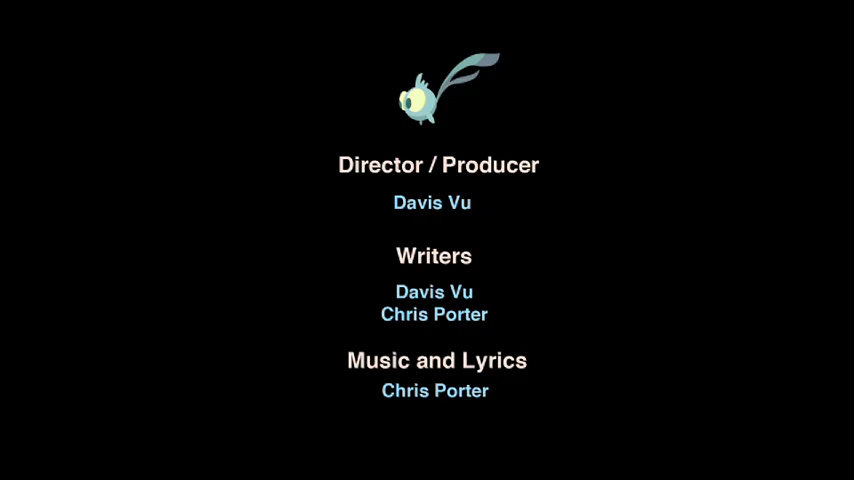 Director / Producer
Davis Vu
Writers
Davis Vu
Chris Porter
Music and Lyrics
Chris Porter